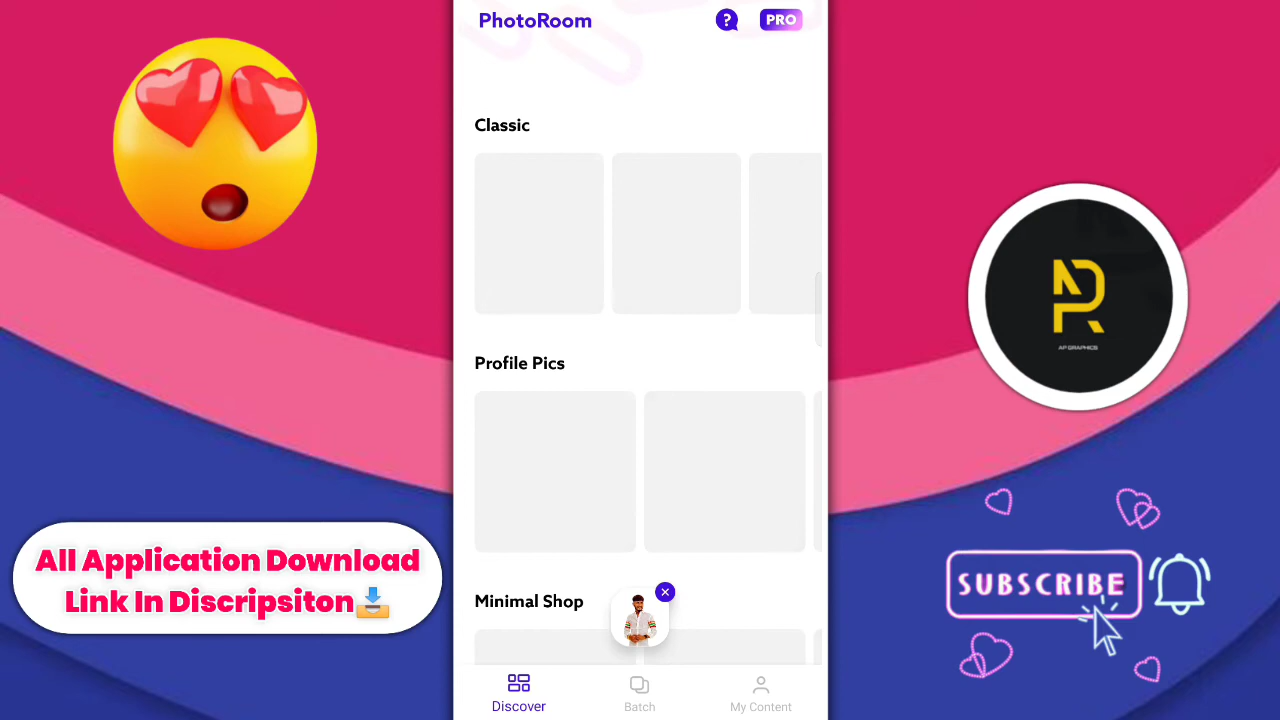 PhotoRoom
?
PRO
Classic
Profile Pics
Minimal Shop
Discover
Batch
My Content
All Application Download
Link In Discripsiton
AP GRAPHICS
SUBSCRIBE